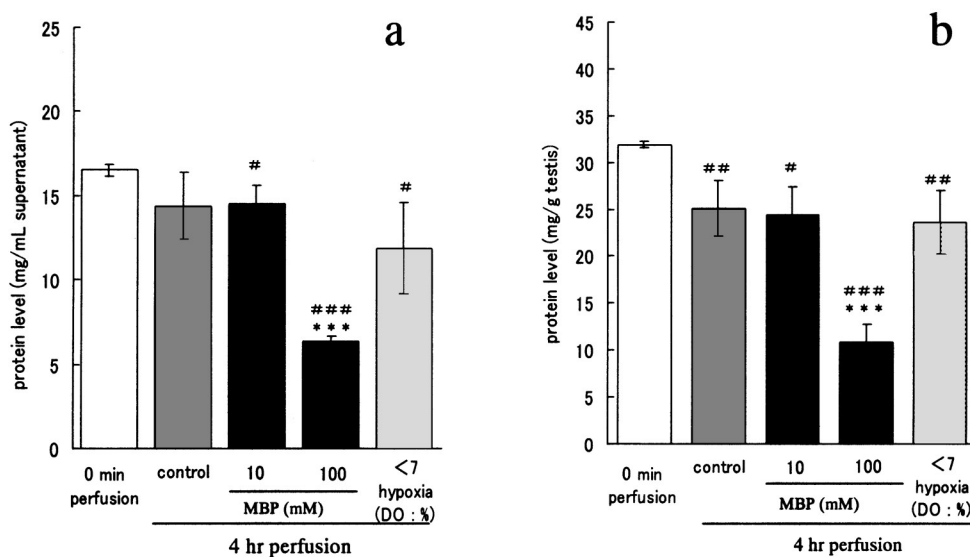 a
protein level (mg/mL supernatant)
25
20
15
10
5
0
#
#
###
***
0 min perfusion
control
10
100
<7 hypoxia (DO : %)
MBP (mM)
4 hr perfusion
b
protein level (mg/g testis)
45
40
35
30
25
20
15
10
5
0
##
#
##
###
***
0 min perfusion
control
10
100
<7 hypoxia (DO : %)
MBP (mM)
4 hr perfusion